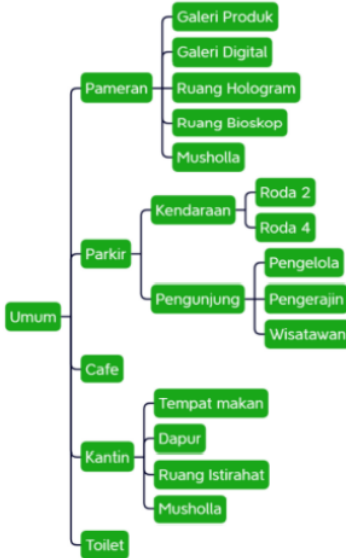 Galeri Produk
Galeri Digital
Pameran
Ruang Hologram
Ruang Bioskop
Musholla
Roda 2
Kendaraan
Roda 4
Parkir
Pengelola
Pengunjung
Pengerajin
Wisatawan
Umum
Cafe
Tempat makan
Dapur
Kantin
Ruang Istirahat
Musholla
Toilet